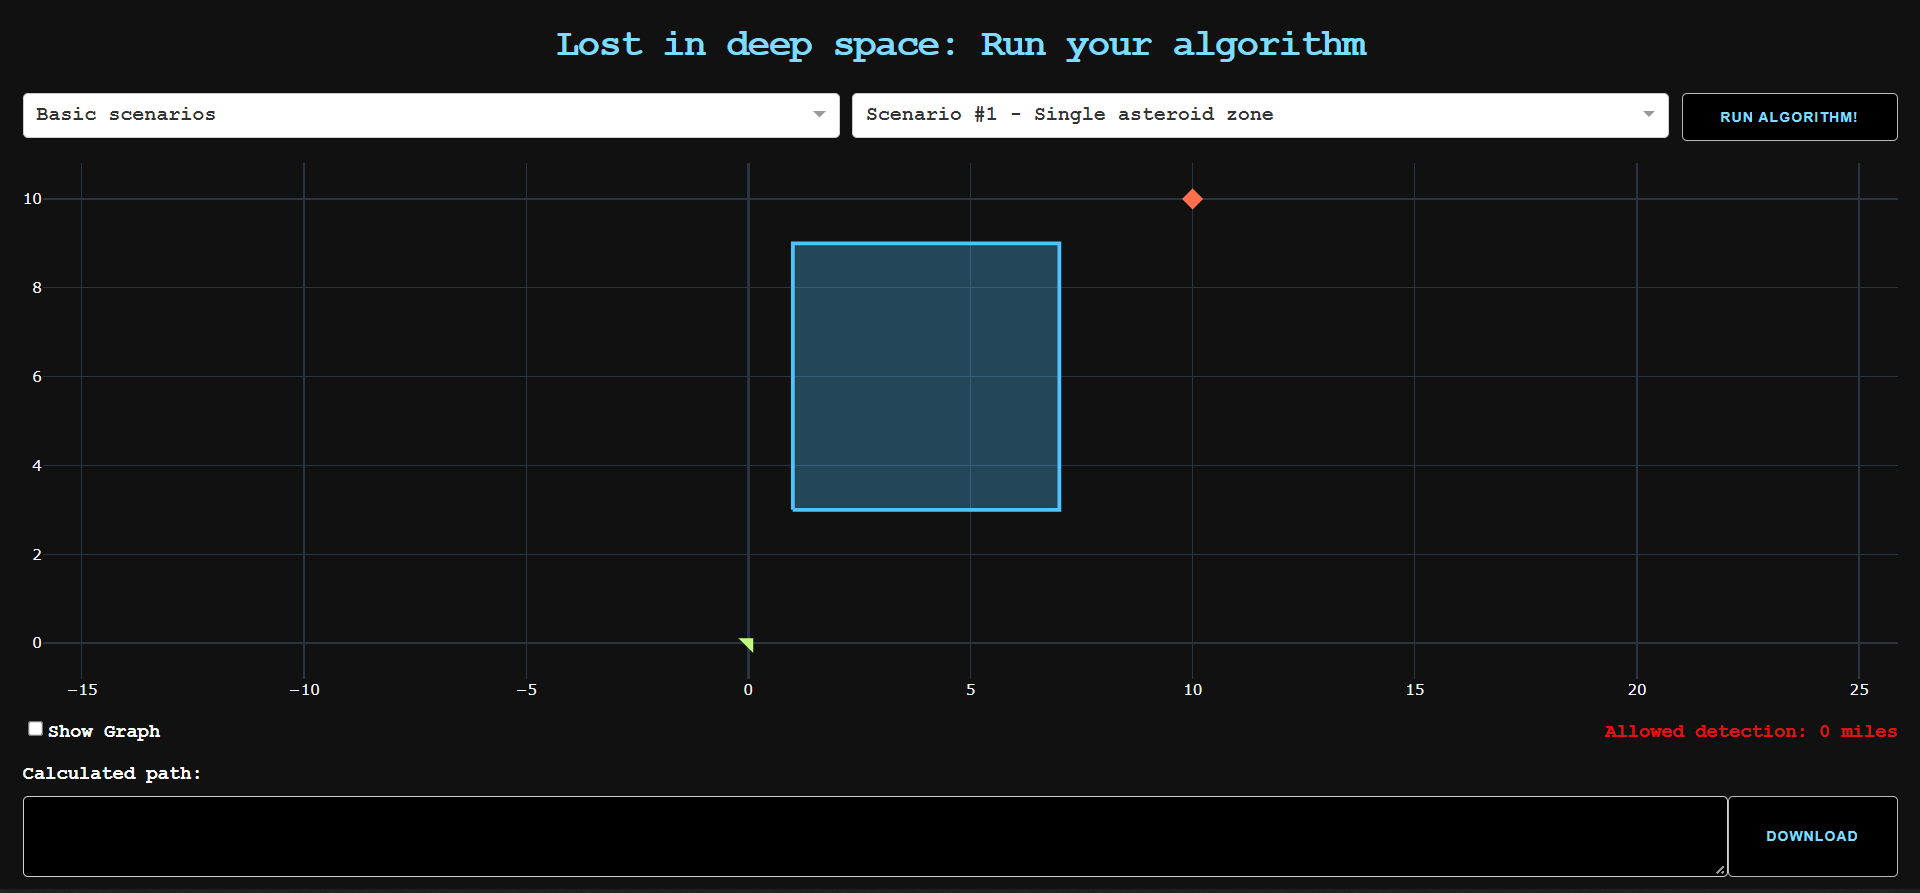 Lost in deep space: Run your algorithm
Basic scenarios
Scenario #1 - Single asteroid zone
RUN ALGORITHM!
10
8
6
4
2
0
−15 −10 −5 0 5 10 15 20 25
Show Graph
Allowed detection: 0 miles
Calculated path:
DOWNLOAD